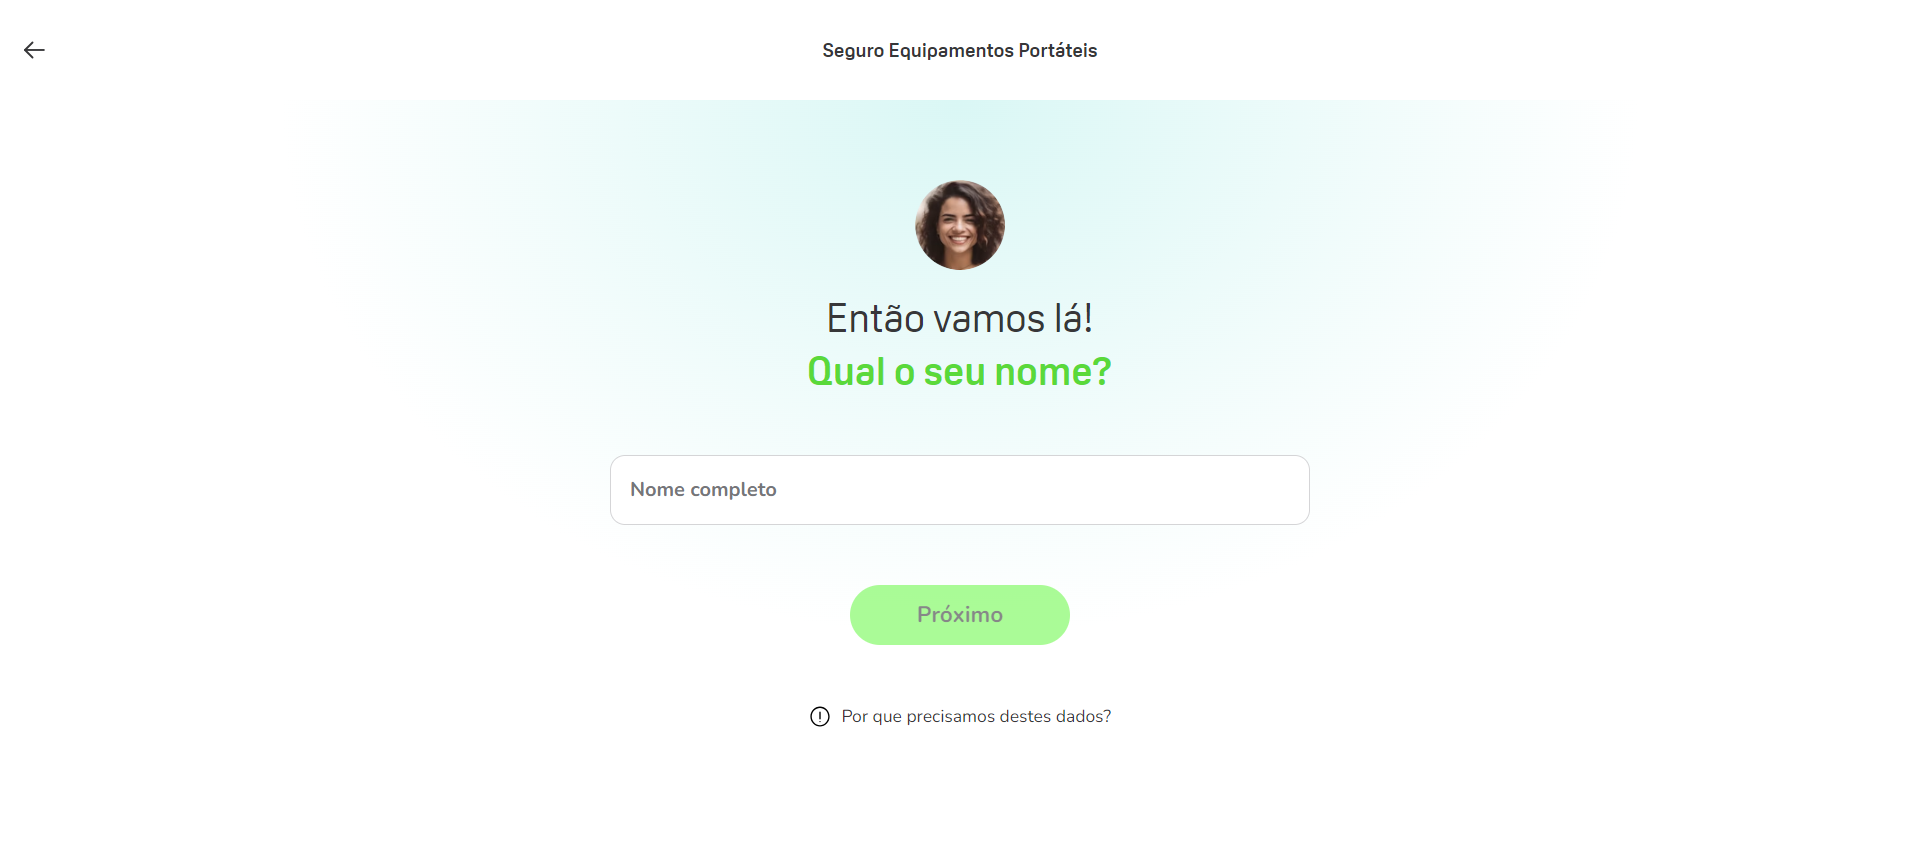 Seguro Equipamentos Portáteis
Então vamos lá!
Qual o seu nome?
Nome completo
Próximo
Por que precisamos destes dados?